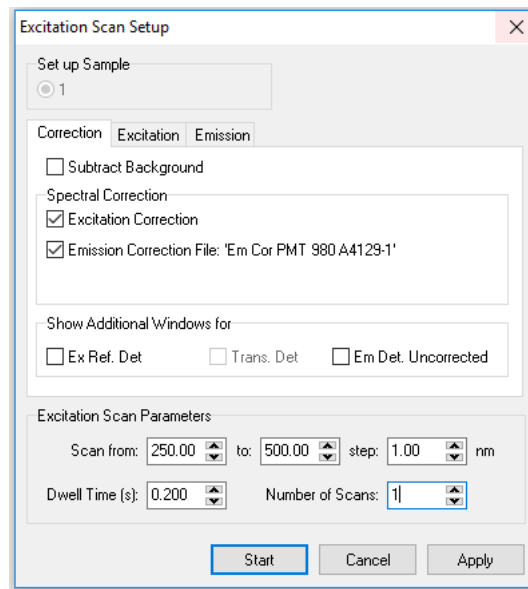 Excitation Scan Setup
Set up Sample
1
Correction Excitation Emission
Subtract Background
Spectral Correction
Excitation Correction
Emission Correction File: 'Em Cor PMT 980 A4129-1'
Show Additional Windows for
Ex Ref. Det Trans. Det Em Det. Uncorrected
Excitation Scan Parameters
Scan from: 250.00 to: 500.00 step: 1.00 nm
Dwell Time (s): 0.200 Number of Scans: 1
Start Cancel Apply